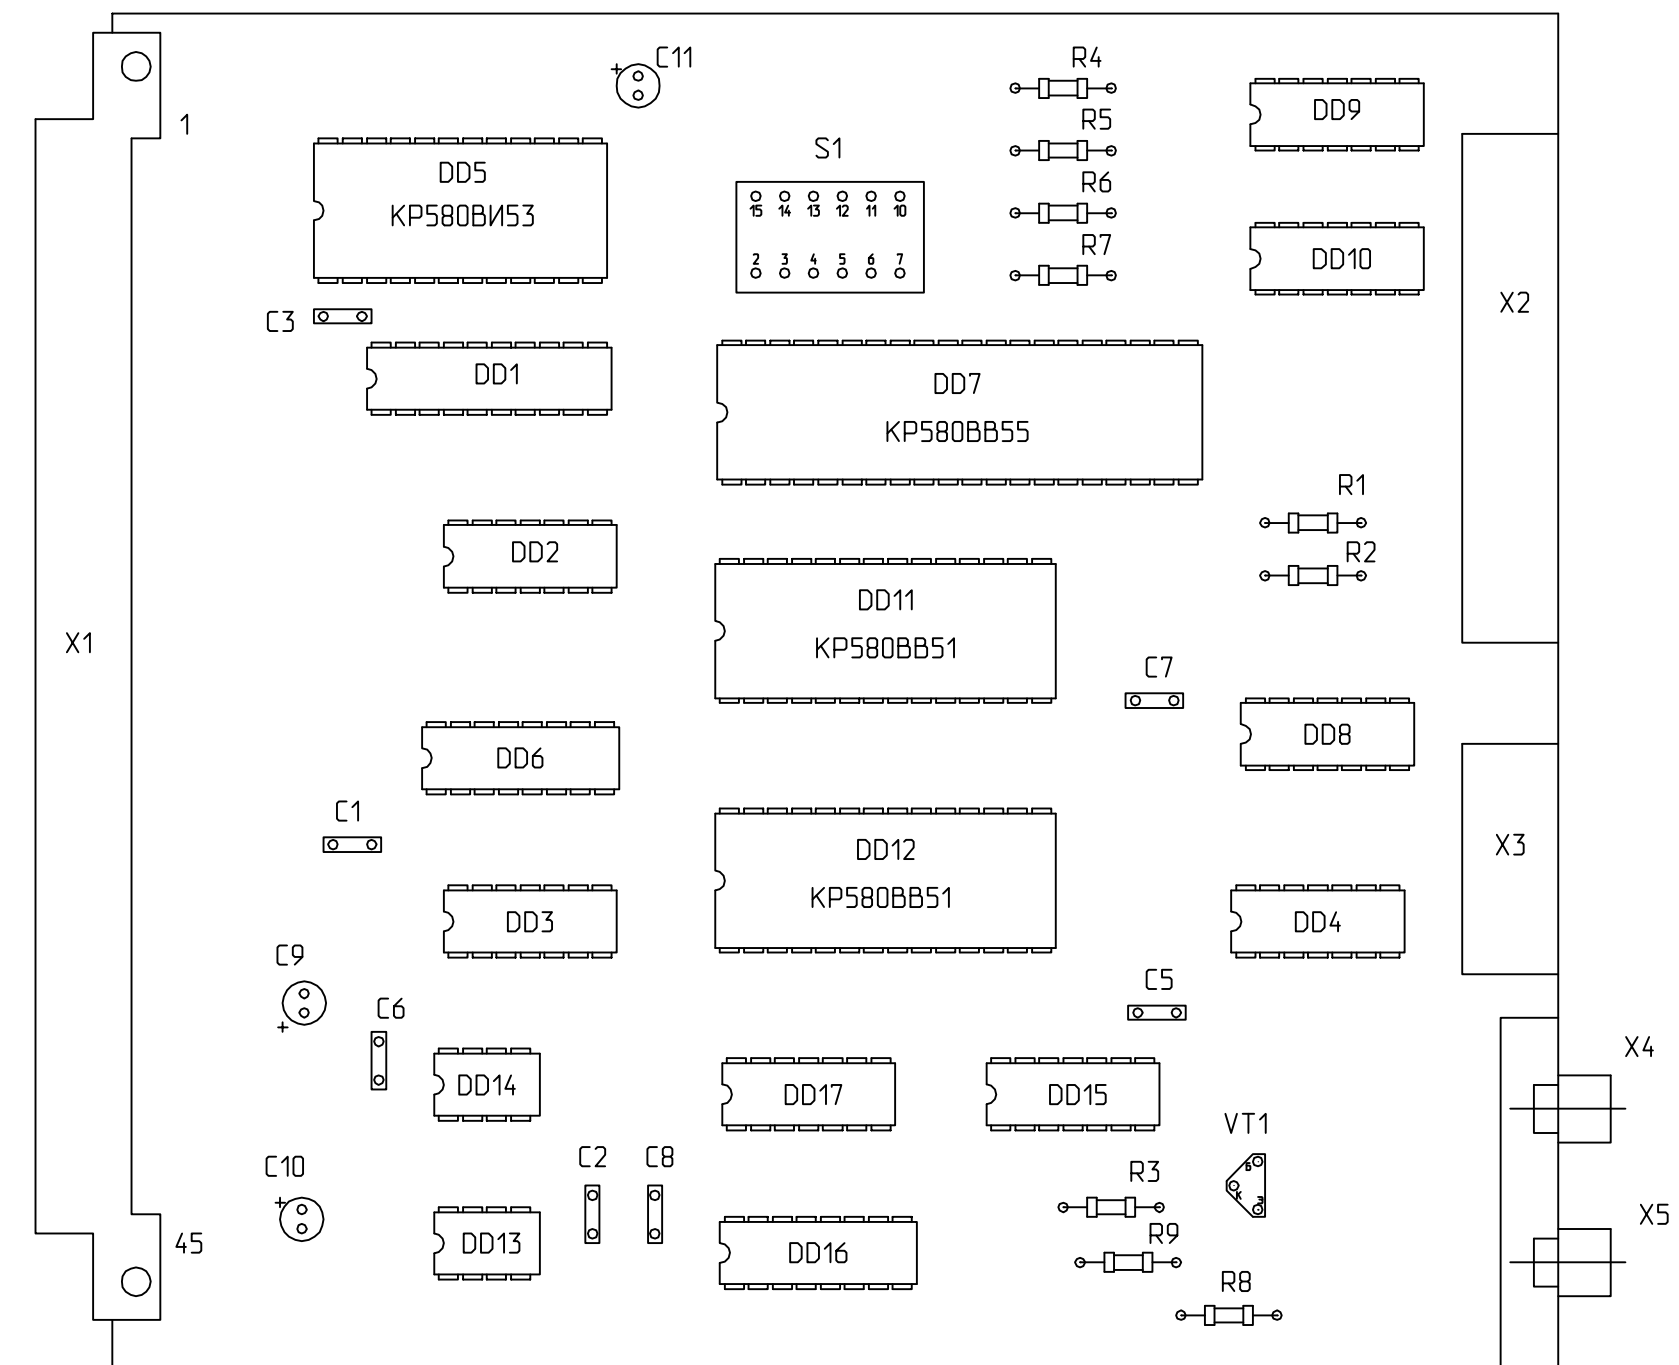 C11
R4
DD9
1
R5
S1
DD5
R6
КР580ВИ53
15 14 13 12 11 10
R7
DD10
2 3 4 5 6 7
X2
C3
DD1
DD7
КР580ВВ55
R1
DD2
R2
DD11
X1
КР580ВВ51
C7
DD6
DD8
C1
DD12
X3
КР580ВВ51
DD3
DD4
C9
C6
C5
X4
DD14
DD17
DD15
VT1
C10
C2
C8
R3
Б
К
Э
X5
45
DD13
DD16
R9
R8
+
+
+